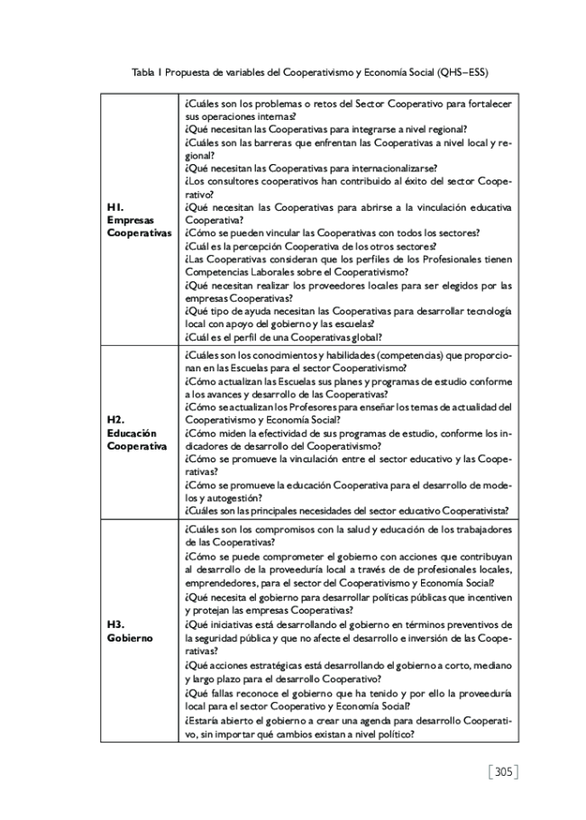 Tabla 1 Propuesta de variables del Cooperativismo y Economía Social (QHS–ESS)
H1.
Empresas
Cooperativas
¿Cuáles son los problemas o retos del Sector Cooperativo para fortalecer
sus operaciones internas?
¿Qué necesitan las Cooperativas para integrarse a nivel regional?
¿Cuáles son las barreras que enfrentan las Cooperativas a nivel local y re-
gional?
¿Qué necesitan las Cooperativas para internacionalizarse?
¿Los consultores cooperativos han contribuido al éxito del sector Coope-
rativo?
¿Qué necesitan las Cooperativas para abrirse a la vinculación educativa
Cooperativa?
¿Cómo se pueden vincular las Cooperativas con todos los sectores?
¿Cuál es la percepción Cooperativa de los otros sectores?
¿Las Cooperativas consideran que los perfiles de los Profesionales tienen
Competencias Laborales sobre el Cooperativismo?
¿Qué necesitan realizar los proveedores locales para ser elegidos por las
empresas Cooperativas?
¿Qué tipo de ayuda necesitan las Cooperativas para desarrollar tecnología
local con apoyo del gobierno y las escuelas?
¿Cuál es el perfil de una Cooperativas global?
H2.
Educación
Cooperativa
¿Cuáles son los conocimientos y habilidades (competencias) que proporcio-
nan en las Escuelas para el sector Cooperativismo?
¿Cómo actualizan las Escuelas sus planes y programas de estudio conforme
a los avances y desarrollo de las Cooperativas?
¿Cómo se actualizan los Profesores para enseñar los temas de actualidad del
Cooperativismo y Economía Social?
¿Cómo miden la efectividad de sus programas de estudio, conforme los in-
dicadores de desarrollo del Cooperativismo?
¿Cómo se promueve la vinculación entre el sector educativo y las Coope-
rativas?
¿Cómo se promueve la educación Cooperativa para el desarrollo de mode-
los y autogestión?
¿Cuáles son las principales necesidades del sector educativo Cooperativista?
H3.
Gobierno
¿Cuáles son los compromisos con la salud y educación de los trabajadores
de las Cooperativas?
¿Cómo se puede comprometer el gobierno con acciones que contribuyan
al desarrollo de la proveeduría local a través de de profesionales locales,
emprendedores, para el sector del Cooperativismo y Economía Social?
¿Qué necesita el gobierno para desarrollar políticas públicas que incentiven
y protejan las empresas Cooperativas?
¿Qué iniciativas está desarrollando el gobierno en términos preventivos de
la seguridad pública y que no afecte el desarrollo e inversión de las Coope-
rativas?
¿Qué acciones estratégicas está desarrollando el gobierno a corto, mediano
y largo plazo para el desarrollo Cooperativo?
¿Qué fallas reconoce el gobierno que ha tenido y por ello la proveeduría
local para el sector Cooperativo y Economía Social?
¿Estaría abierto el gobierno a crear una agenda para desarrollo Cooperati-
vo, sin importar qué cambios existan a nivel político?
[305]